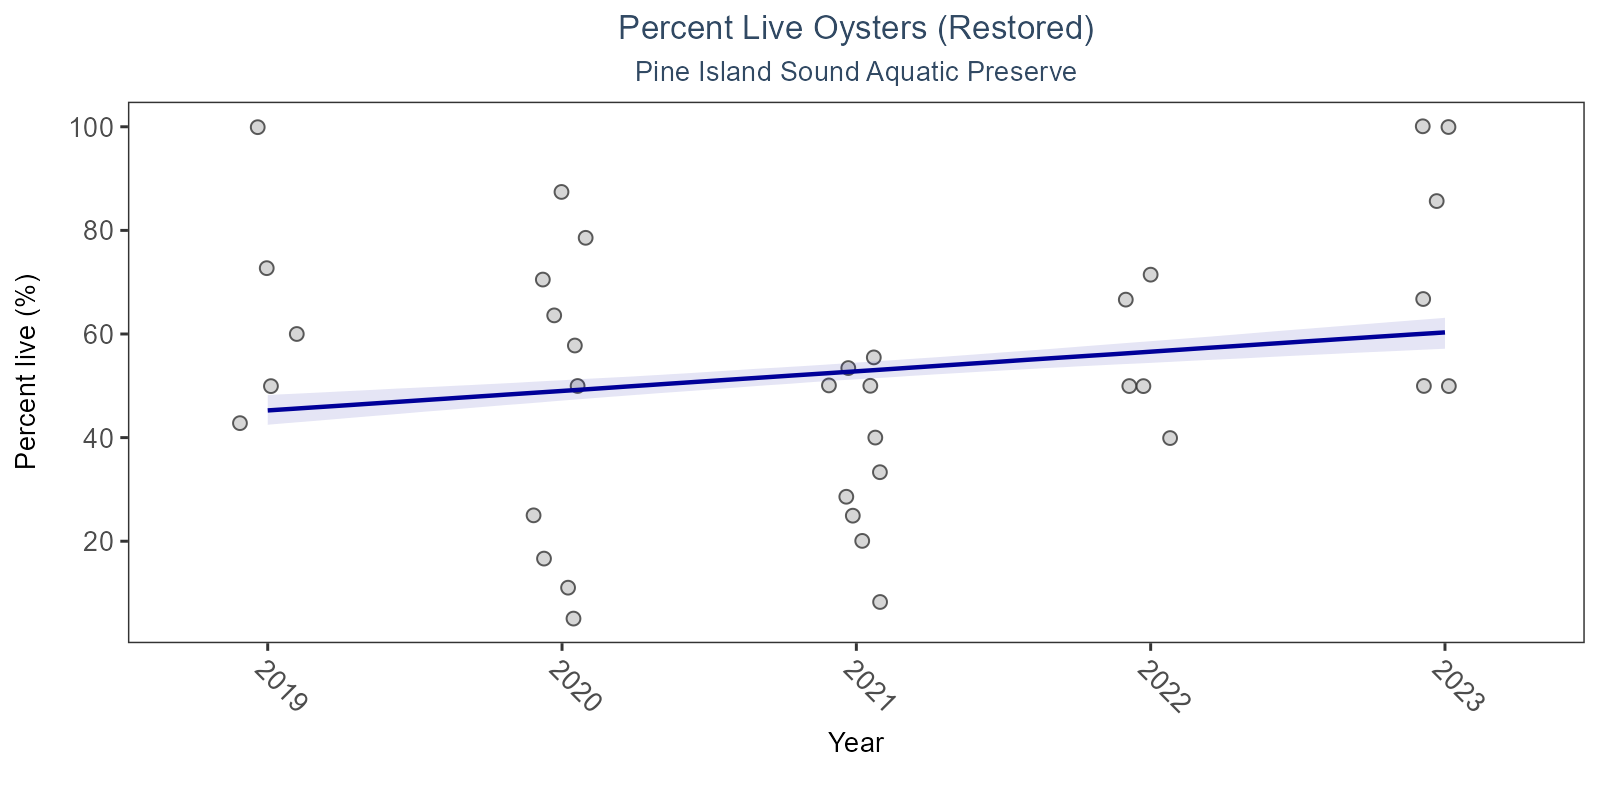 Percent Live Oysters (Restored)
Pine Island Sound Aquatic Preserve
Percent live (%)
100
80
60
40
20
2019
2020
2021
2022
2023
Year